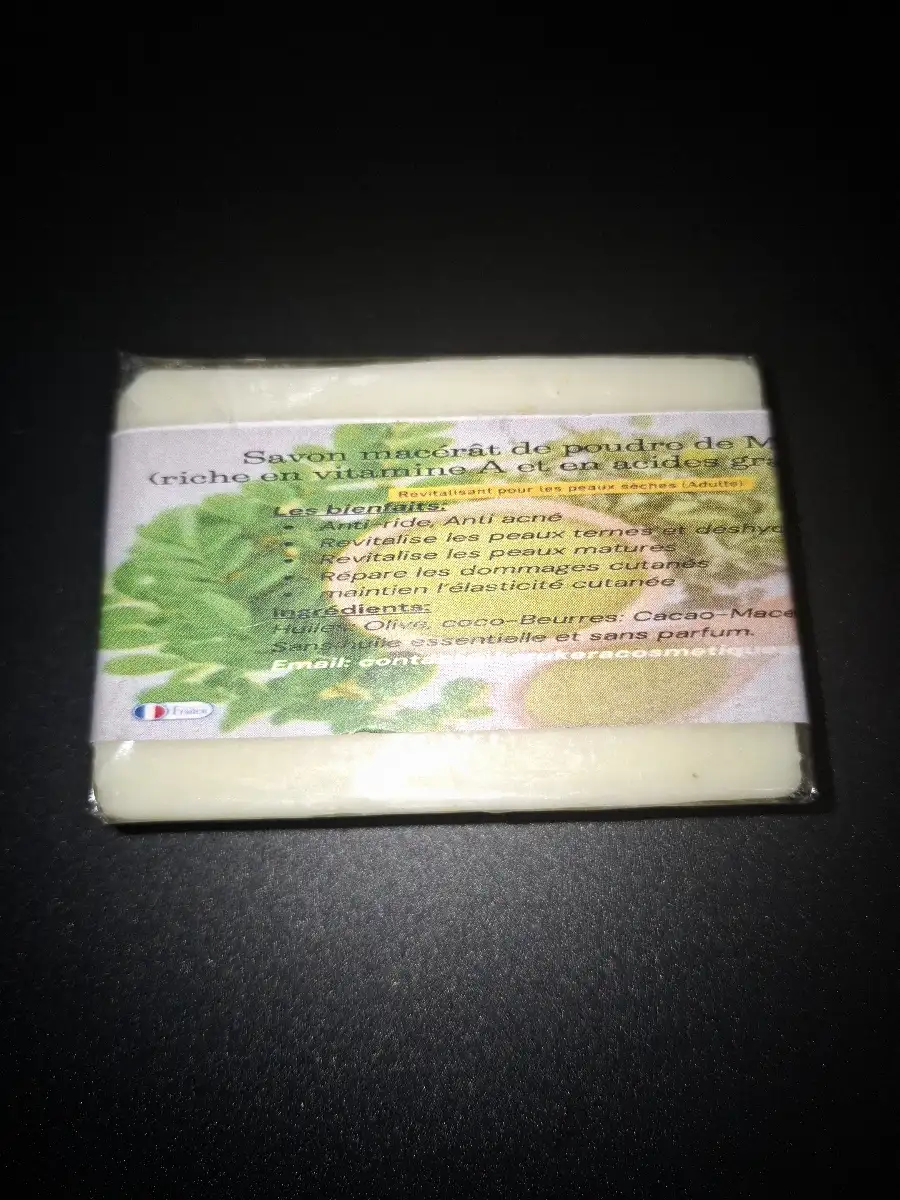 Savon macérât de poudre de M
(riche en vitamine A et en acides gra
Revitalisant pour les peaux sèches (Adulte)
Les bienfaits:
• Anti-ride, Anti acné
• Revitalise les peaux ternes et déshyd
• Revitalise les peaux matures
• Répare les dommages cutanés
• maintien l'élasticité cutanée
Ingrédients:
Huiles: Olive, coco-Beurres: Cacao-Mace
Sans huile essentielle et sans parfum.
Email:
France